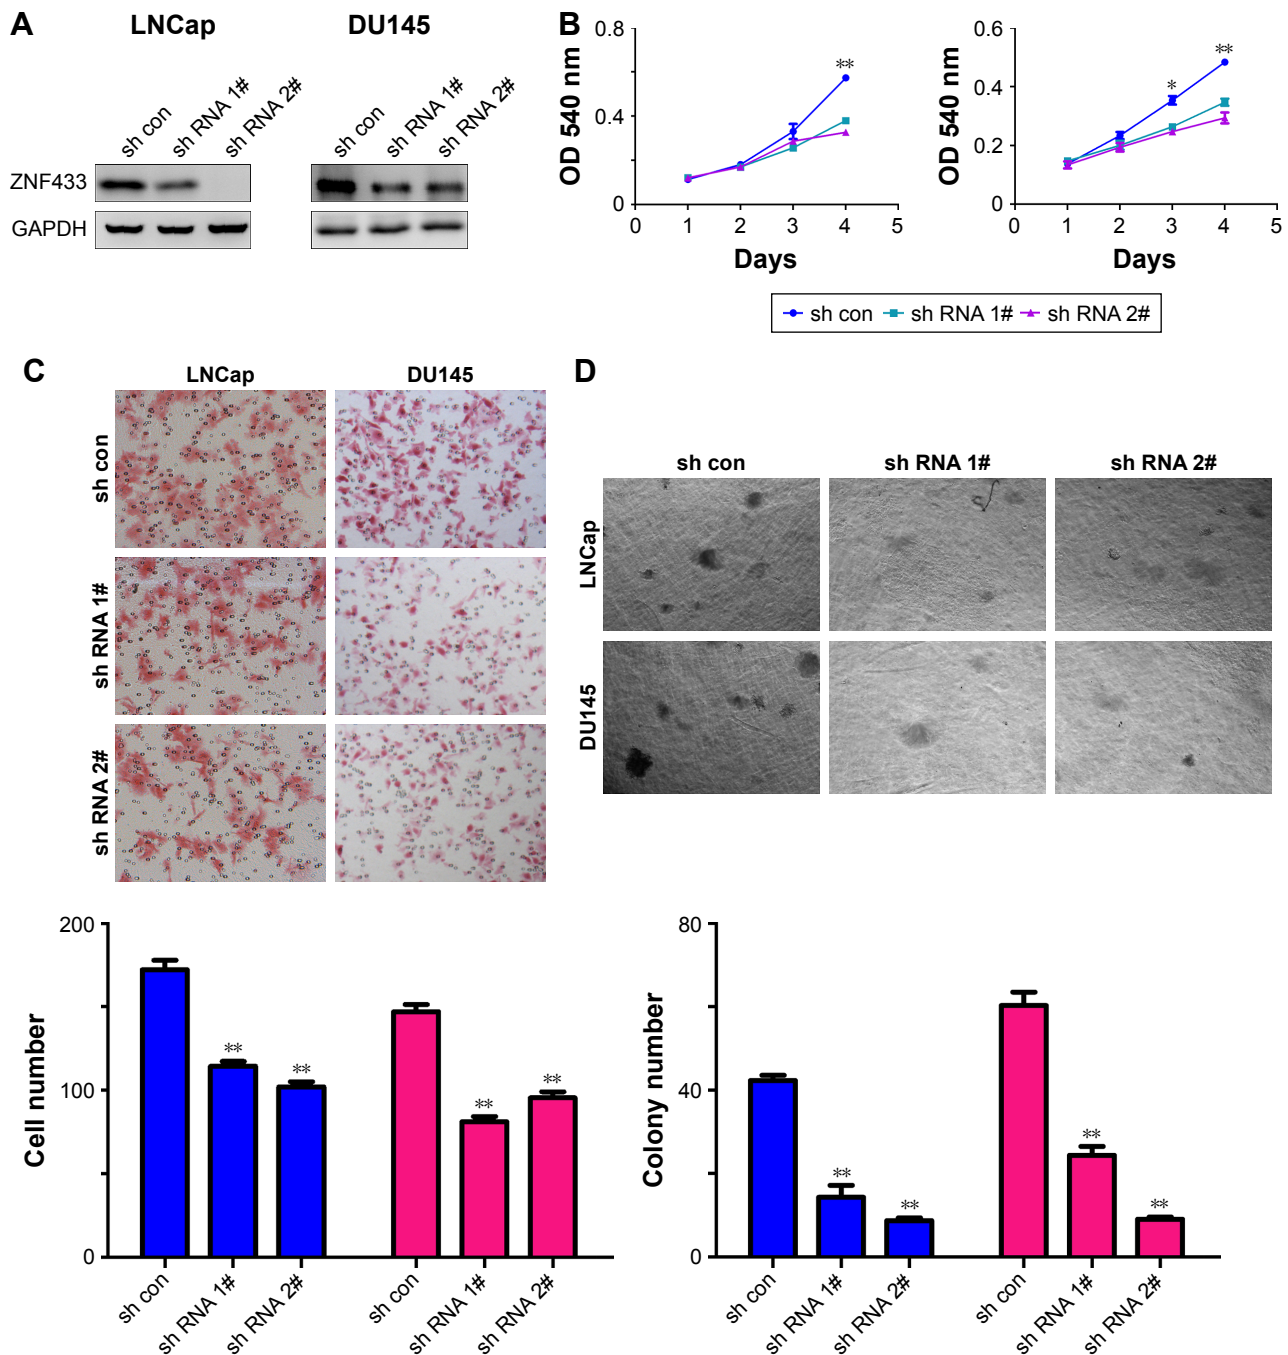 A
LNCap
DU145
sh con
sh RNA 1#
sh RNA 2#
sh con
sh RNA 1#
sh RNA 2#
ZNF433
GAPDH
B
OD 540 nm
0.8
0.4
0
0 1 2 3 4 5
Days
**
OD 540 nm
0.6
0.4
0.2
0
0 1 2 3 4 5
Days
*
**
sh con sh RNA 1# sh RNA 2#
C
LNCap DU145
sh con
sh RNA 1#
sh RNA 2#
D
sh con sh RNA 1# sh RNA 2#
LNCap
DU145
Cell number
200
100
0
**
**
**
**
sh con
sh RNA 1#
sh RNA 2#
sh con
sh RNA 1#
sh RNA 2#
Colony number
80
40
0
**
**
**
**
sh con
sh RNA 1#
sh RNA 2#
sh con
sh RNA 1#
sh RNA 2#